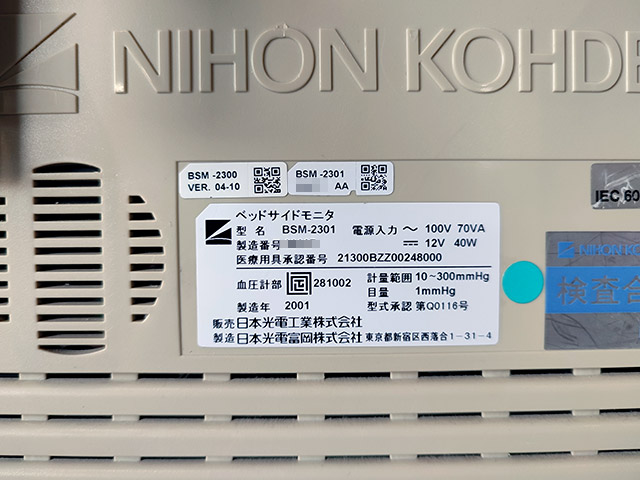 NIHON KOHDE
BSM -2300
VER. 04-10
BSM -2301
AA
IEC 60
ベッドサイドモニタ
型 名 BSM-2301 電源入力 ～ 100V 70VA
製造番号 ⎓ 12V 40W
医療用具承認番号 21300BZZ00248000
血圧計部 281002 計量範囲 10～300mmHg
目量 1mmHg
製造年 2001 型式承認 第Q0116号
販売 日本光電工業株式会社
製造 日本光電富岡株式会社 東京都新宿区西落合1-31-4
NIHON KO
検査合